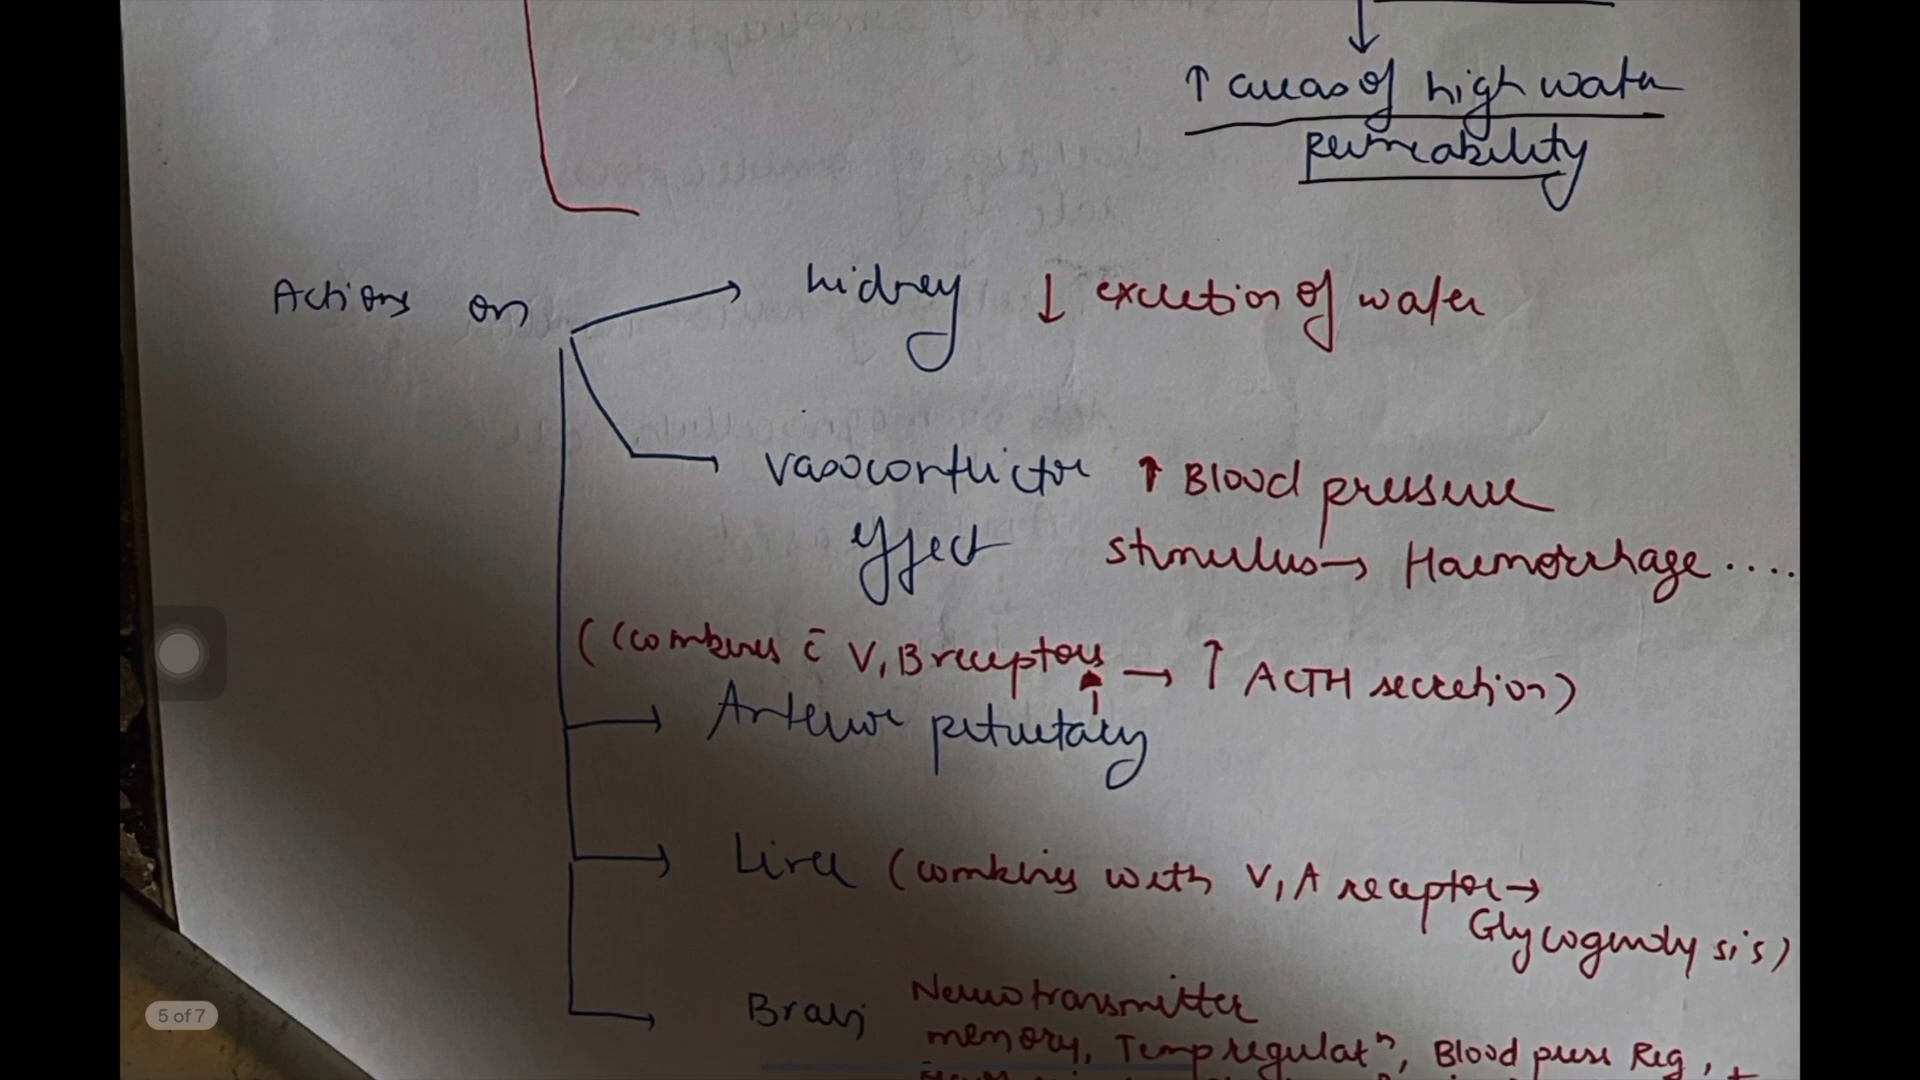 ↑ areas of high water
permeability
Actions on
kidney ↓ excretion of water
vasoconstrictor ↑ Blood pressure
effect stimulus → Haemorrhage ....
((combines c̄ V1B receptors → ↑ ACTH secretion)
Anterior pituitary
Liver (combines with V1A receptor →
Glycogenolysis)
Brain Neurotransmitter
memory, Temp regulatⁿ, Blood press Reg, +
5 of 7